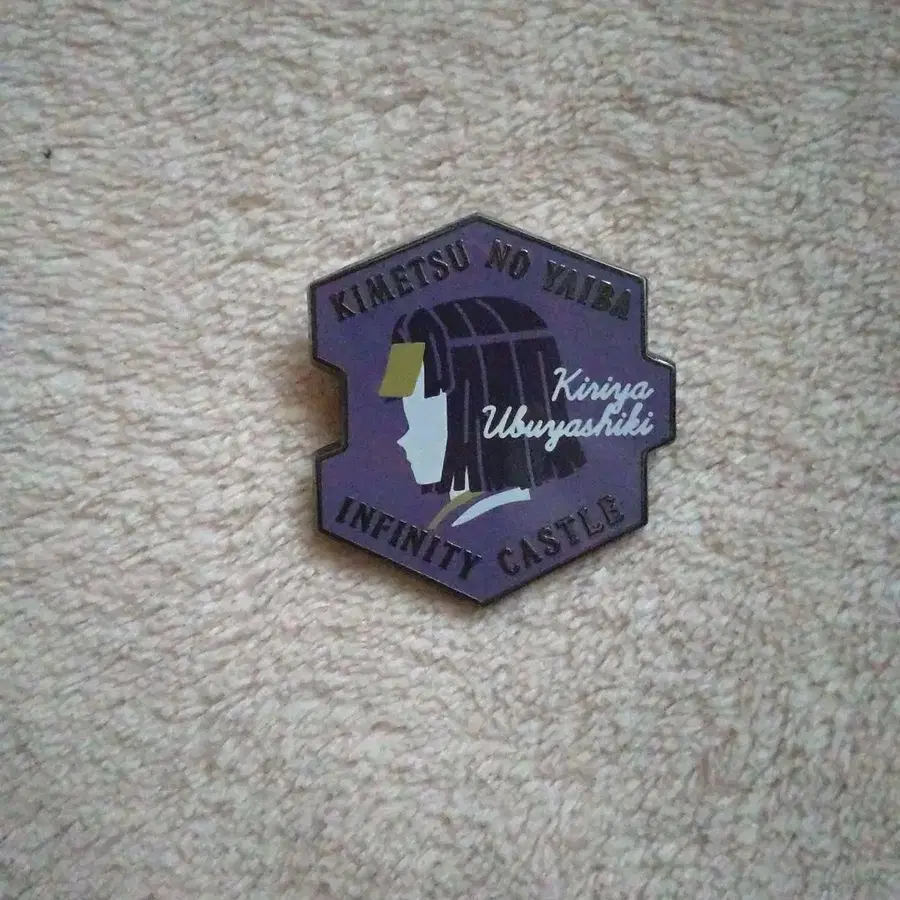 KIMETSU NO YAIBA
Kiriya
Ubuyashiki
INFINITY CASTLE